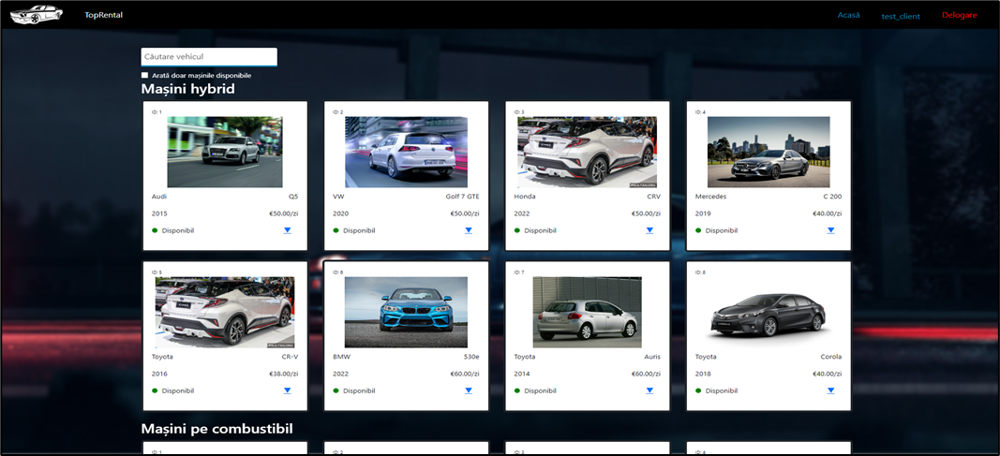 TopRental
Acasă
test_client
Delogare
Căutare vehicul
Arată doar mașinile disponibile
Mașini hybrid
ID: 1
ID: 2
ID: 3
ID: 4
Audi Q5
VW Golf 7 GTE
Honda CRV
Mercedes C 200
2015 €50.00/zi
2020 €50.00/zi
2022 €50.00/zi
2019 €40.00/zi
Disponibil
Disponibil
Disponibil
Disponibil
ID: 5
ID: 6
ID: 7
ID: 8
Toyota CR-V
BMW 530e
Toyota Auris
Toyota Corola
2016 €38.00/zi
2022 €60.00/zi
2014 €60.00/zi
2018 €40.00/zi
Disponibil
Disponibil
Disponibil
Disponibil
Mașini pe combustibil
ID: 1
ID: 2
ID: 3
ID: 4